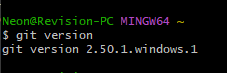 Neon@Revision-PC MINGW64 ~
$ git version
git version 2.50.1.windows.1